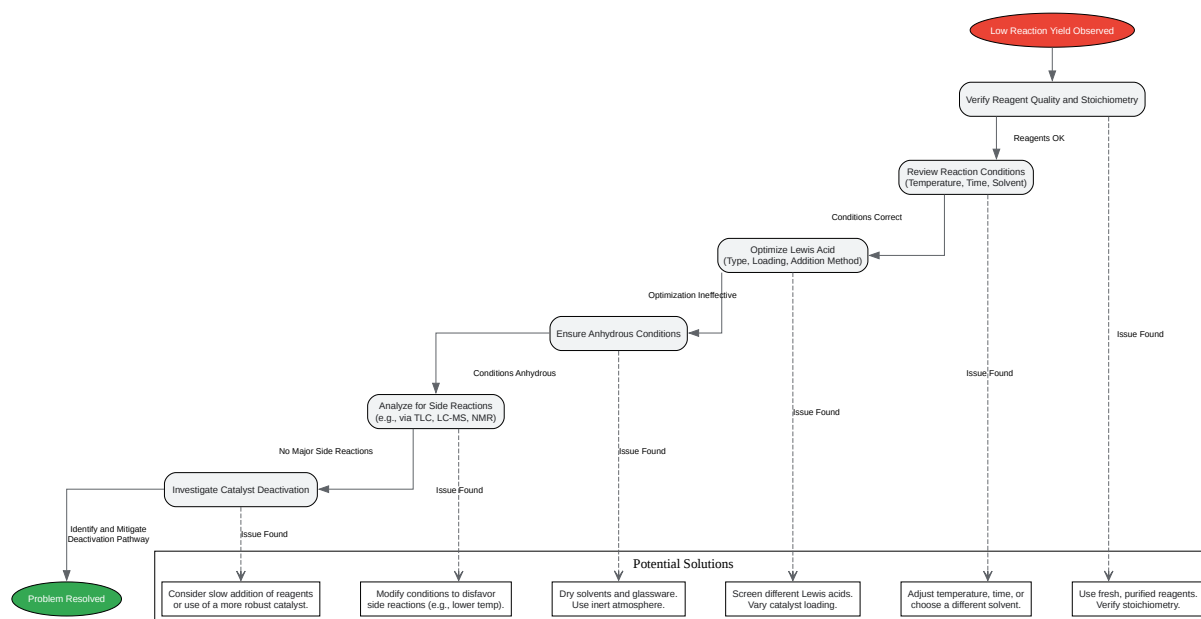 Low Reaction Yield Observed
Verify Reagent Quality and Stoichiometry
Reagents OK
Review Reaction Conditions
(Temperature, Time, Solvent)
Conditions Correct
Optimize Lewis Acid
(Type, Loading, Addition Method)
Optimization Ineffective
Ensure Anhydrous Conditions
Issue Found
Conditions Anhydrous
Issue Found
Analyze for Side Reactions
(e.g., via TLC, LC-MS, NMR)
Issue Found
No Major Side Reactions
Issue Found
Investigate Catalyst Deactivation
Issue Found
Identify and Mitigate
Deactivation Pathway
Issue Found
Potential Solutions
Problem Resolved
Consider slow addition of reagents
or use of a more robust catalyst.
Modify conditions to disfavor
side reactions (e.g., lower temp).
Dry solvents and glassware.
Use inert atmosphere.
Screen different Lewis acids.
Vary catalyst loading.
Adjust temperature, time, or
choose a different solvent.
Use fresh, purified reagents.
Verify stoichiometry.